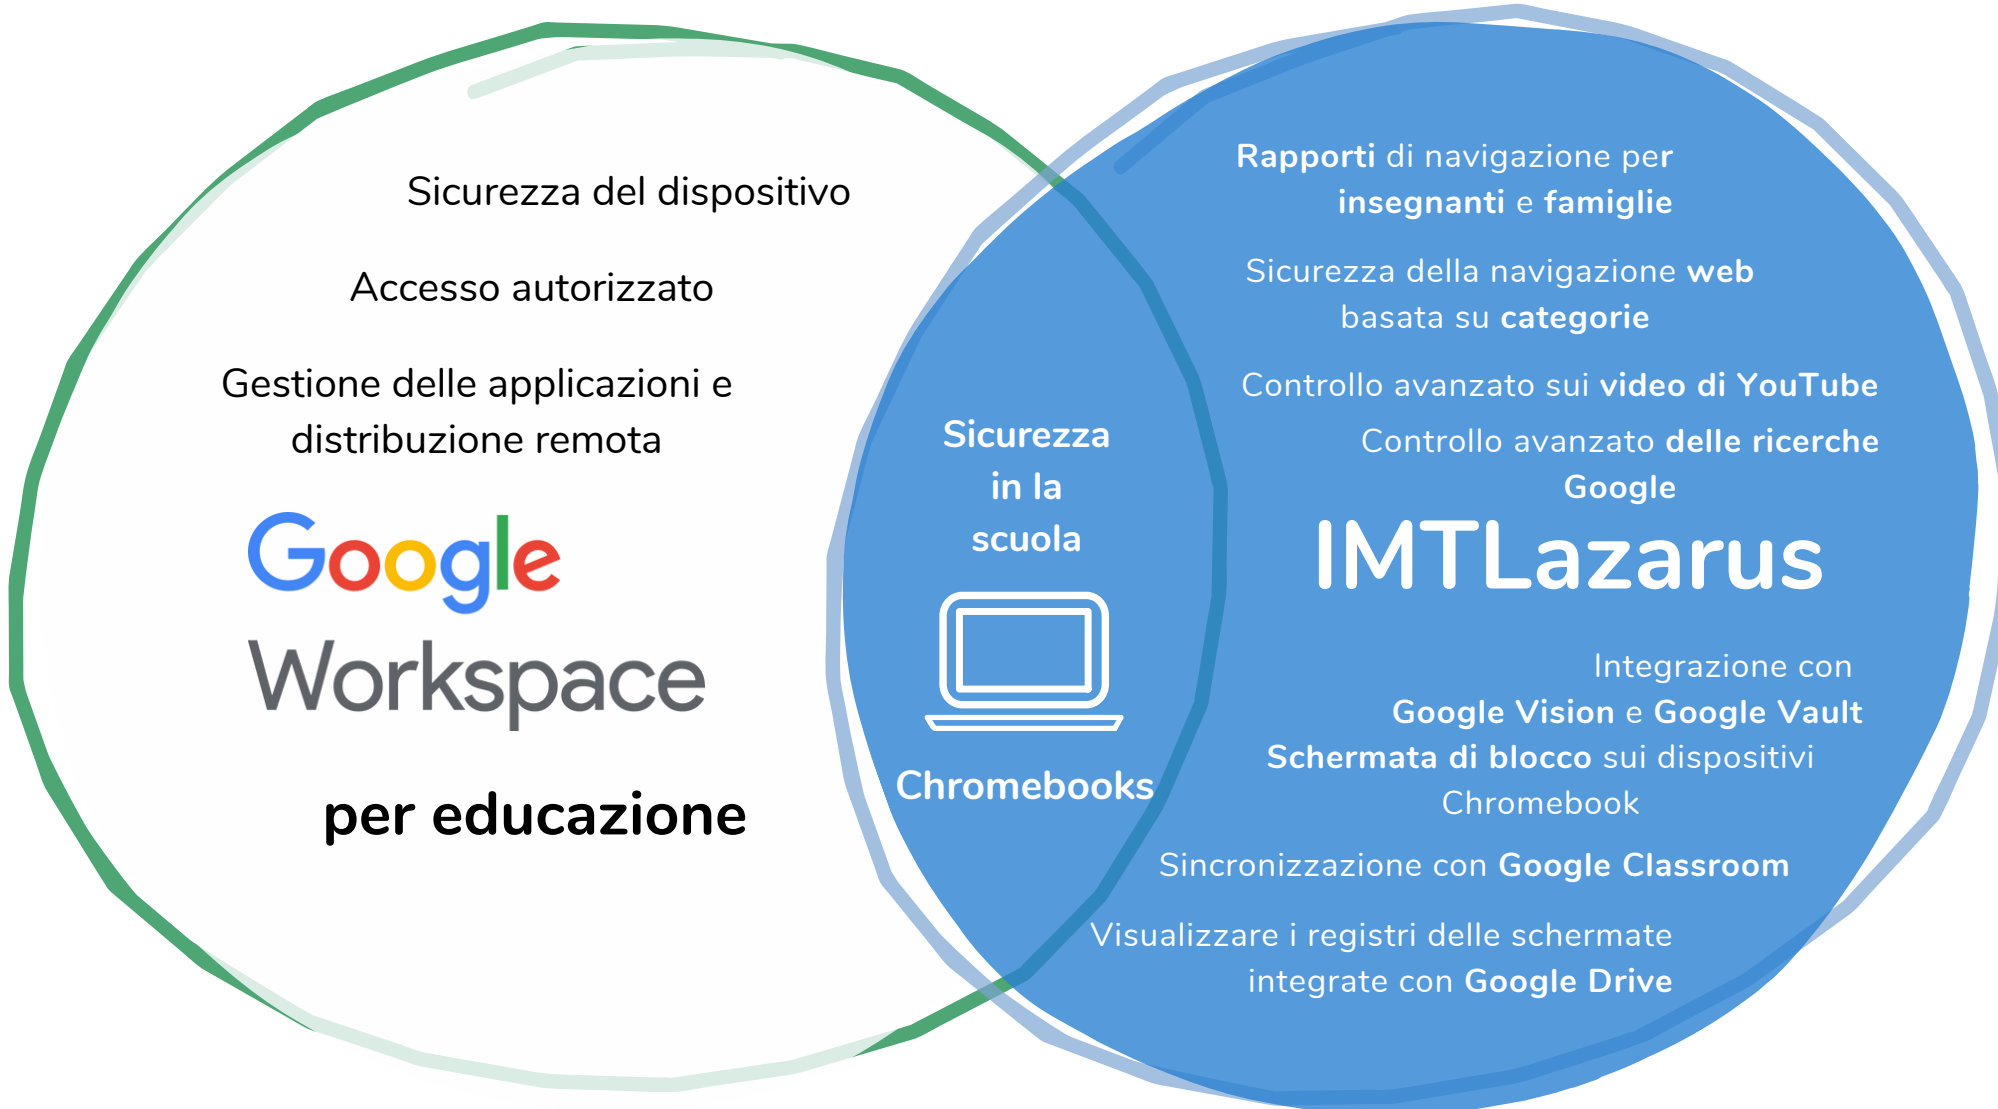 Sicurezza del dispositivo
Accesso autorizzato
Gestione delle applicazioni e
distribuzione remota
Google
Workspace
per educazione
Sicurezza
in la
scuola
Chromebooks
Rapporti di navigazione per
insegnanti e famiglie
Sicurezza della navigazione web
basata su categorie
Controllo avanzato sui video di YouTube
Controllo avanzato delle ricerche
Google
IMTLazarus
Integrazione con
Google Vision e Google Vault
Schermata di blocco sui dispositivi
Chromebook
Sincronizzazione con Google Classroom
Visualizzare i registri delle schermate
integrate con Google Drive